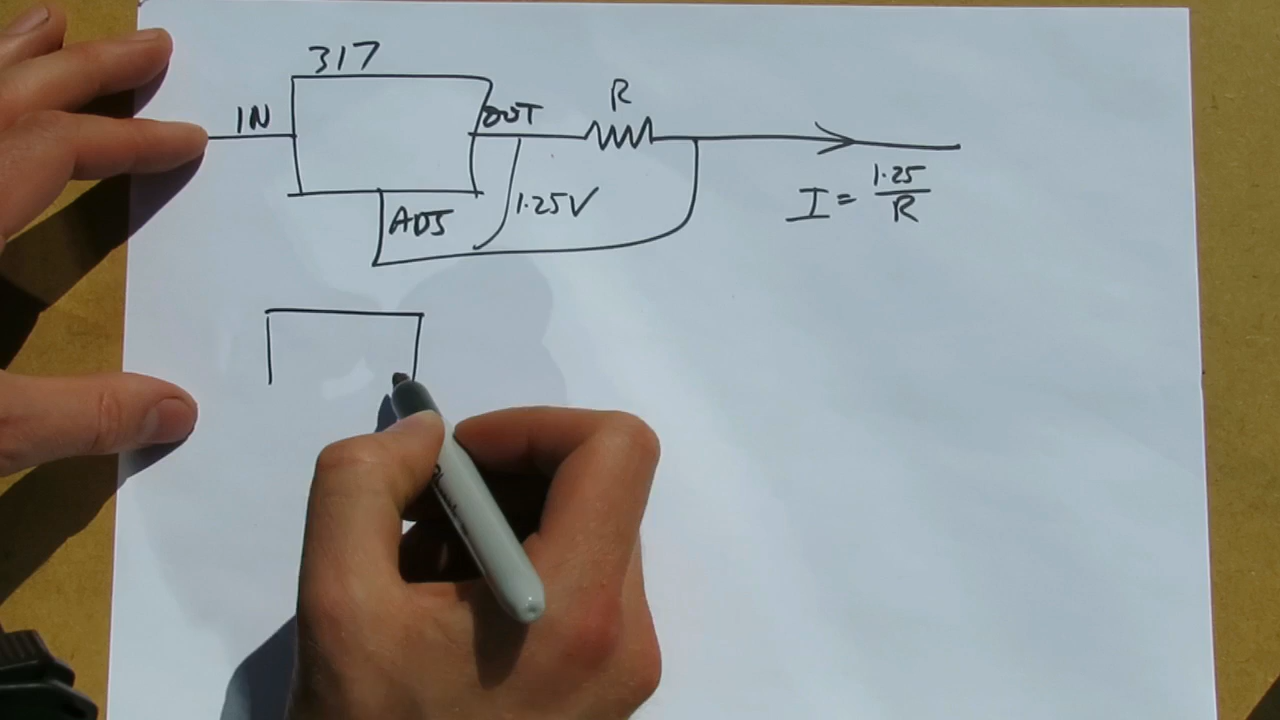 317
IN
OUT
R
ADJ
1.25V
I = 1.25/R